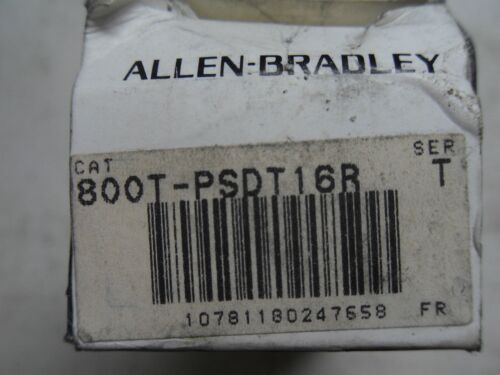 ALLEN-BRADLEY
CAT
SER
800T-PSDT16R
T
10781180247658
FR